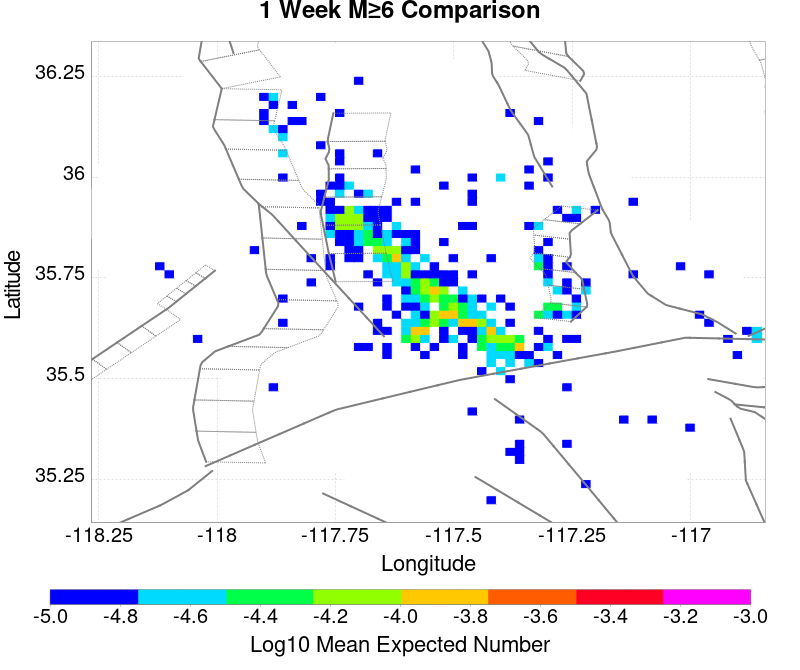 1 Week M≥6 Comparison
36.25
36
35.75
35.5
35.25
Latitude
-118.25 -118 -117.75 -117.5 -117.25 -117
Longitude
-5.0 -4.8 -4.6 -4.4 -4.2 -4.0 -3.8 -3.6 -3.4 -3.2 -3.0
Log10 Mean Expected Number